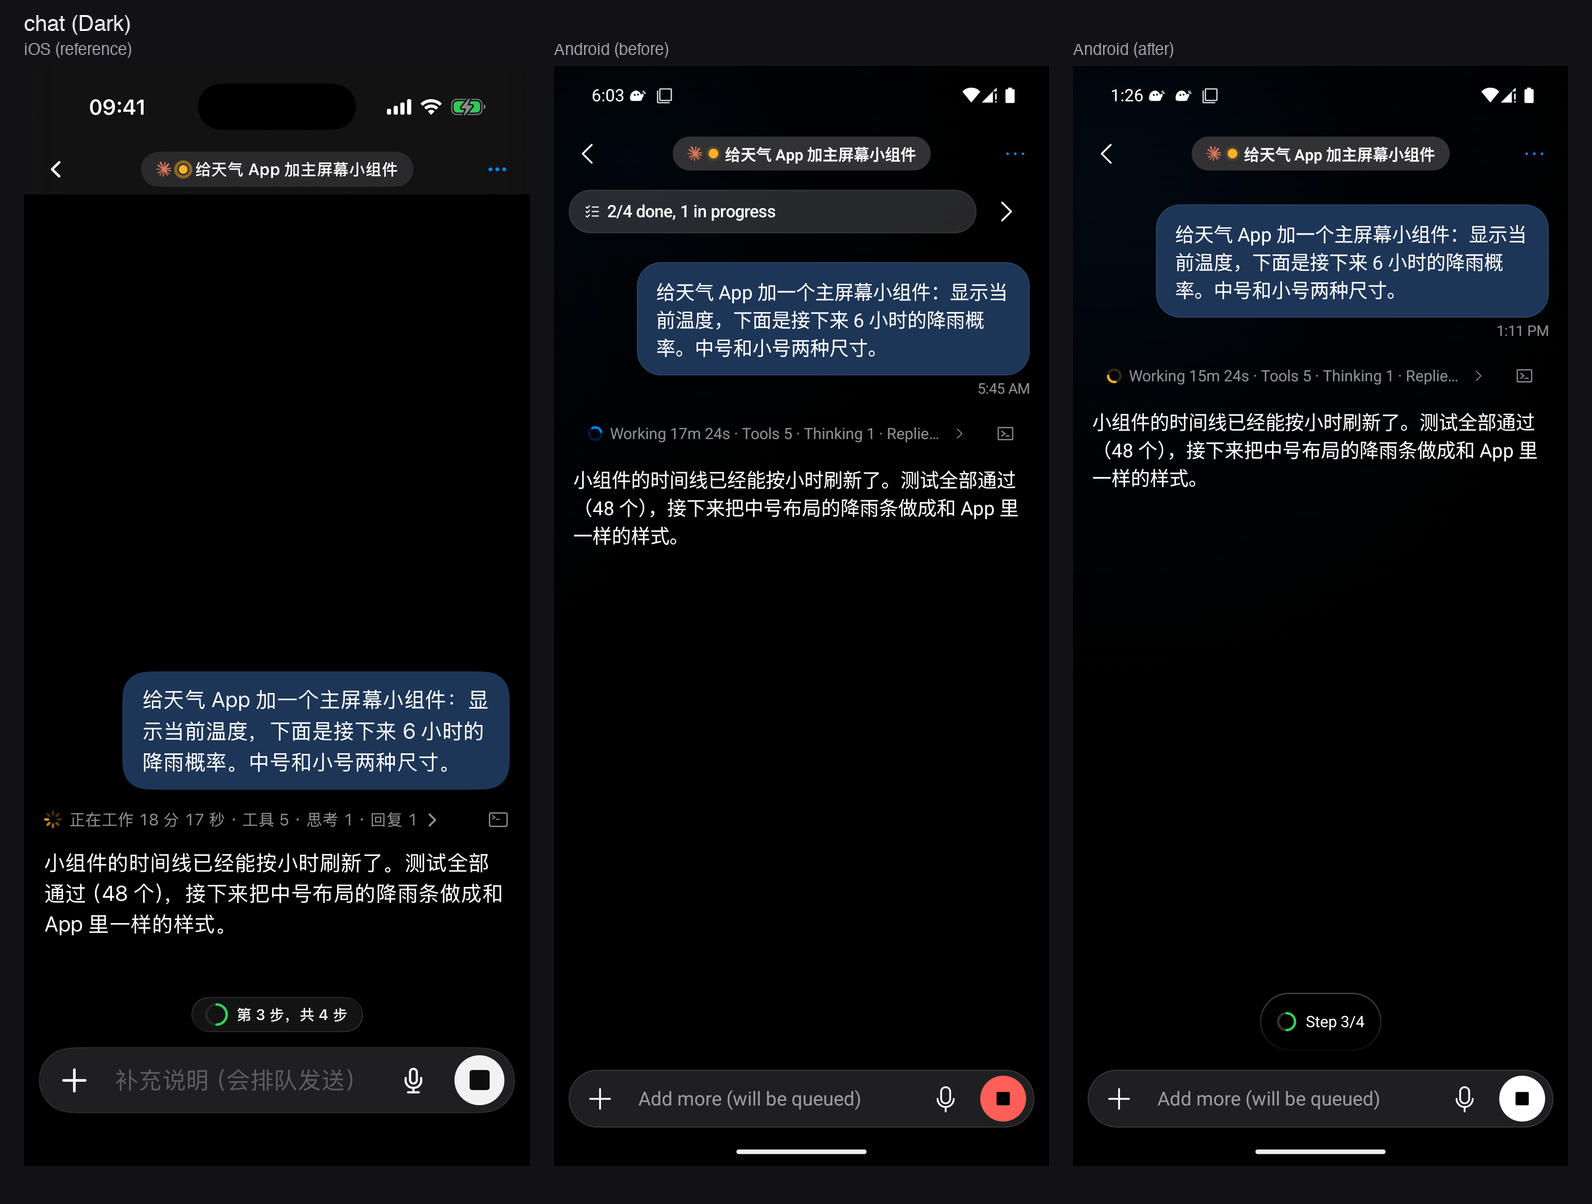 chat (Dark)
iOS (reference)
09:41
给天气 App 加主屏幕小组件
给天气 App 加一个主屏幕小组件：显
示当前温度，下面是接下来 6 小时的
降雨概率。中号和小号两种尺寸。
正在工作 18 分 17 秒 · 工具 5 · 思考 1 · 回复 1
小组件的时间线已经能按小时刷新了。测试全部
通过（48 个），接下来把中号布局的降雨条做成和
App 里一样的样式。
第 3 步，共 4 步
补充说明（会排队发送）
Android (before)
6:03
给天气 App 加主屏幕小组件
2/4 done, 1 in progress
给天气 App 加一个主屏幕小组件：显示当
前温度，下面是接下来 6 小时的降雨概
率。中号和小号两种尺寸。
5:45 AM
Working 17m 24s · Tools 5 · Thinking 1 · Replie...
小组件的时间线已经能按小时刷新了。测试全部通过
（48 个），接下来把中号布局的降雨条做成和 App 里
一样的样式。
Add more (will be queued)
Android (after)
1:26
给天气 App 加主屏幕小组件
给天气 App 加一个主屏幕小组件：显示当
前温度，下面是接下来 6 小时的降雨概
率。中号和小号两种尺寸。
1:11 PM
Working 15m 24s · Tools 5 · Thinking 1 · Replie...
小组件的时间线已经能按小时刷新了。测试全部通过
（48 个），接下来把中号布局的降雨条做成和 App 里
一样的样式。
Step 3/4
Add more (will be queued)